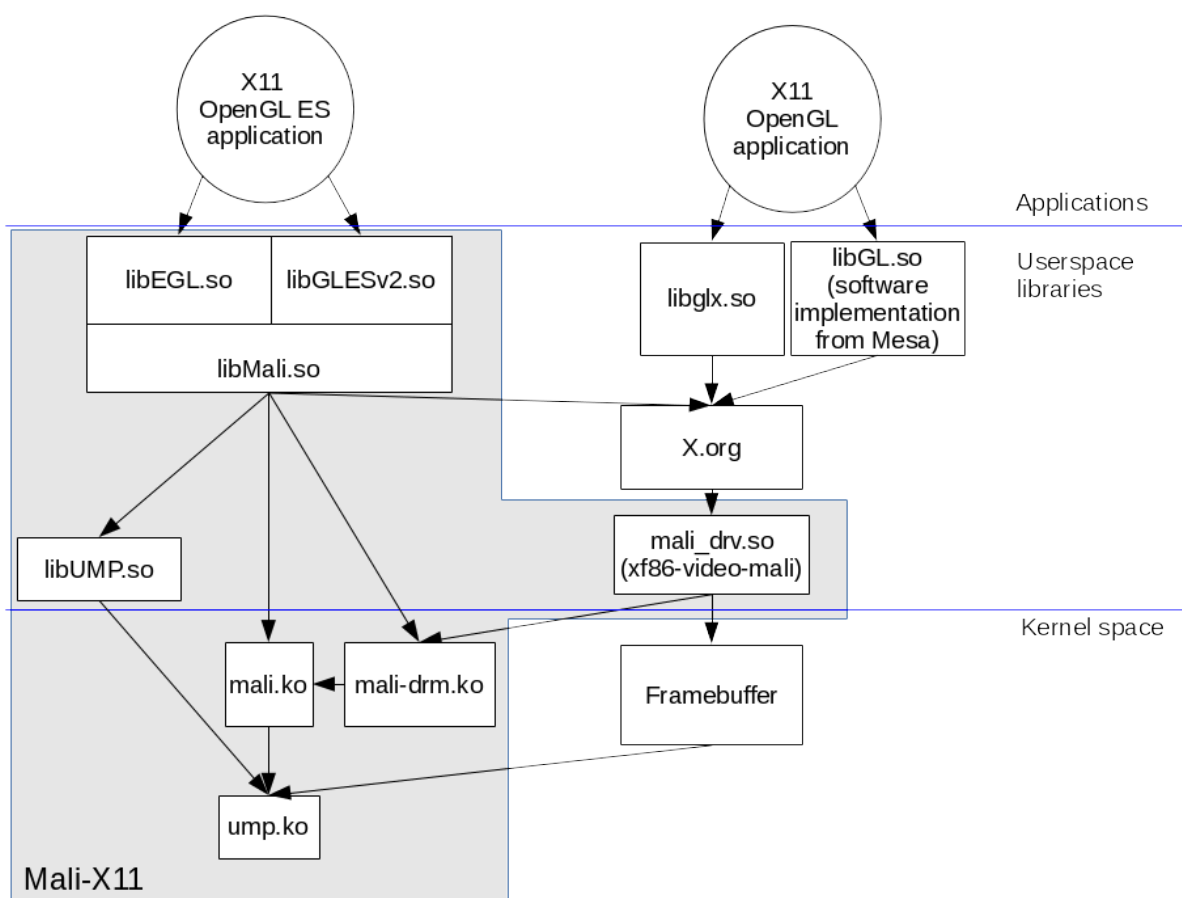 X11
OpenGL ES
application
X11
OpenGL
application
Applications
libEGL.so
libGLESv2.so
libMali.so
libglx.so
libGL.so
(software
implementation
from Mesa)
Userspace
libraries
X.org
libUMP.so
mali_drv.so
(xf86-video-mali)
Kernel space
mali.ko
mali-drm.ko
Framebuffer
ump.ko
Mali-X11